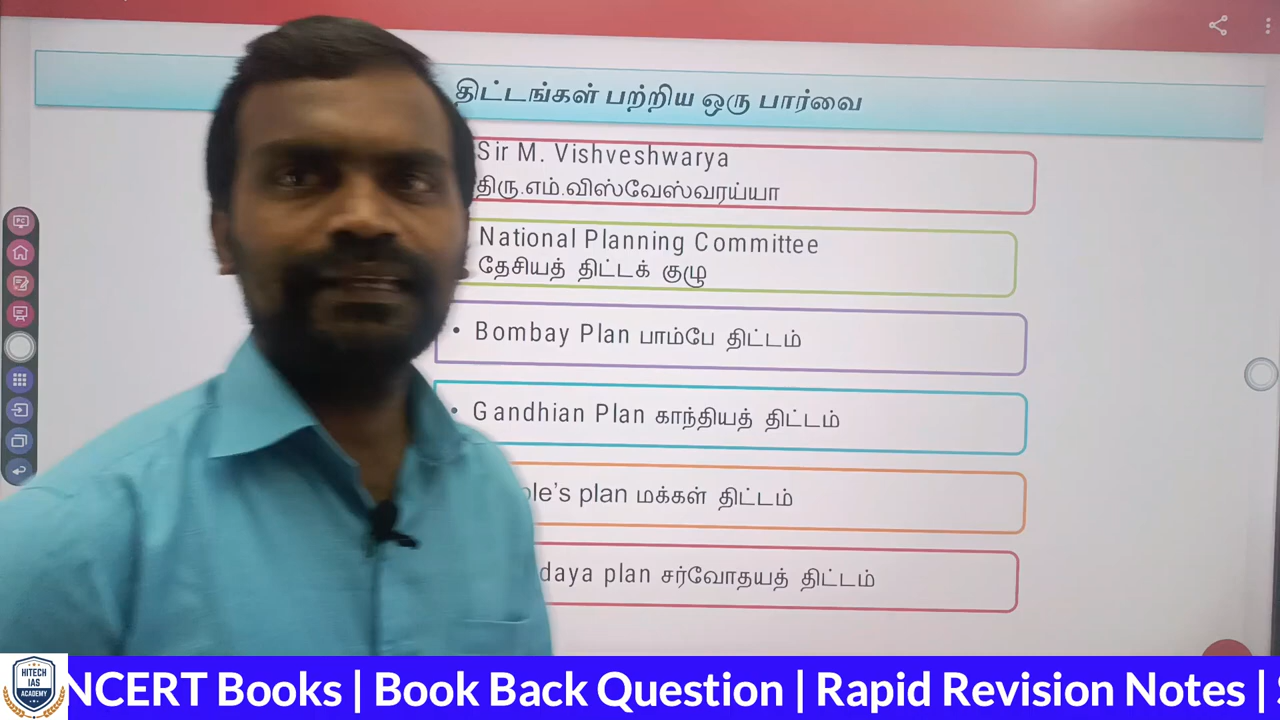 திட்டங்கள் பற்றிய ஒரு பார்வை
Sir M. Vishveshwarya
திரு.எம்.விஸ்வேஸ்வரய்யா
National Planning Committee
தேசியத் திட்டக் குழு
• Bombay Plan பாம்பே திட்டம்
• Gandhian Plan காந்தியத் திட்டம்
ple's plan மக்கள் திட்டம்
daya plan சர்வோதயத் திட்டம்
HITECH
IAS
ACADEMY
NCERT Books | Book Back Question | Rapid Revision Notes |